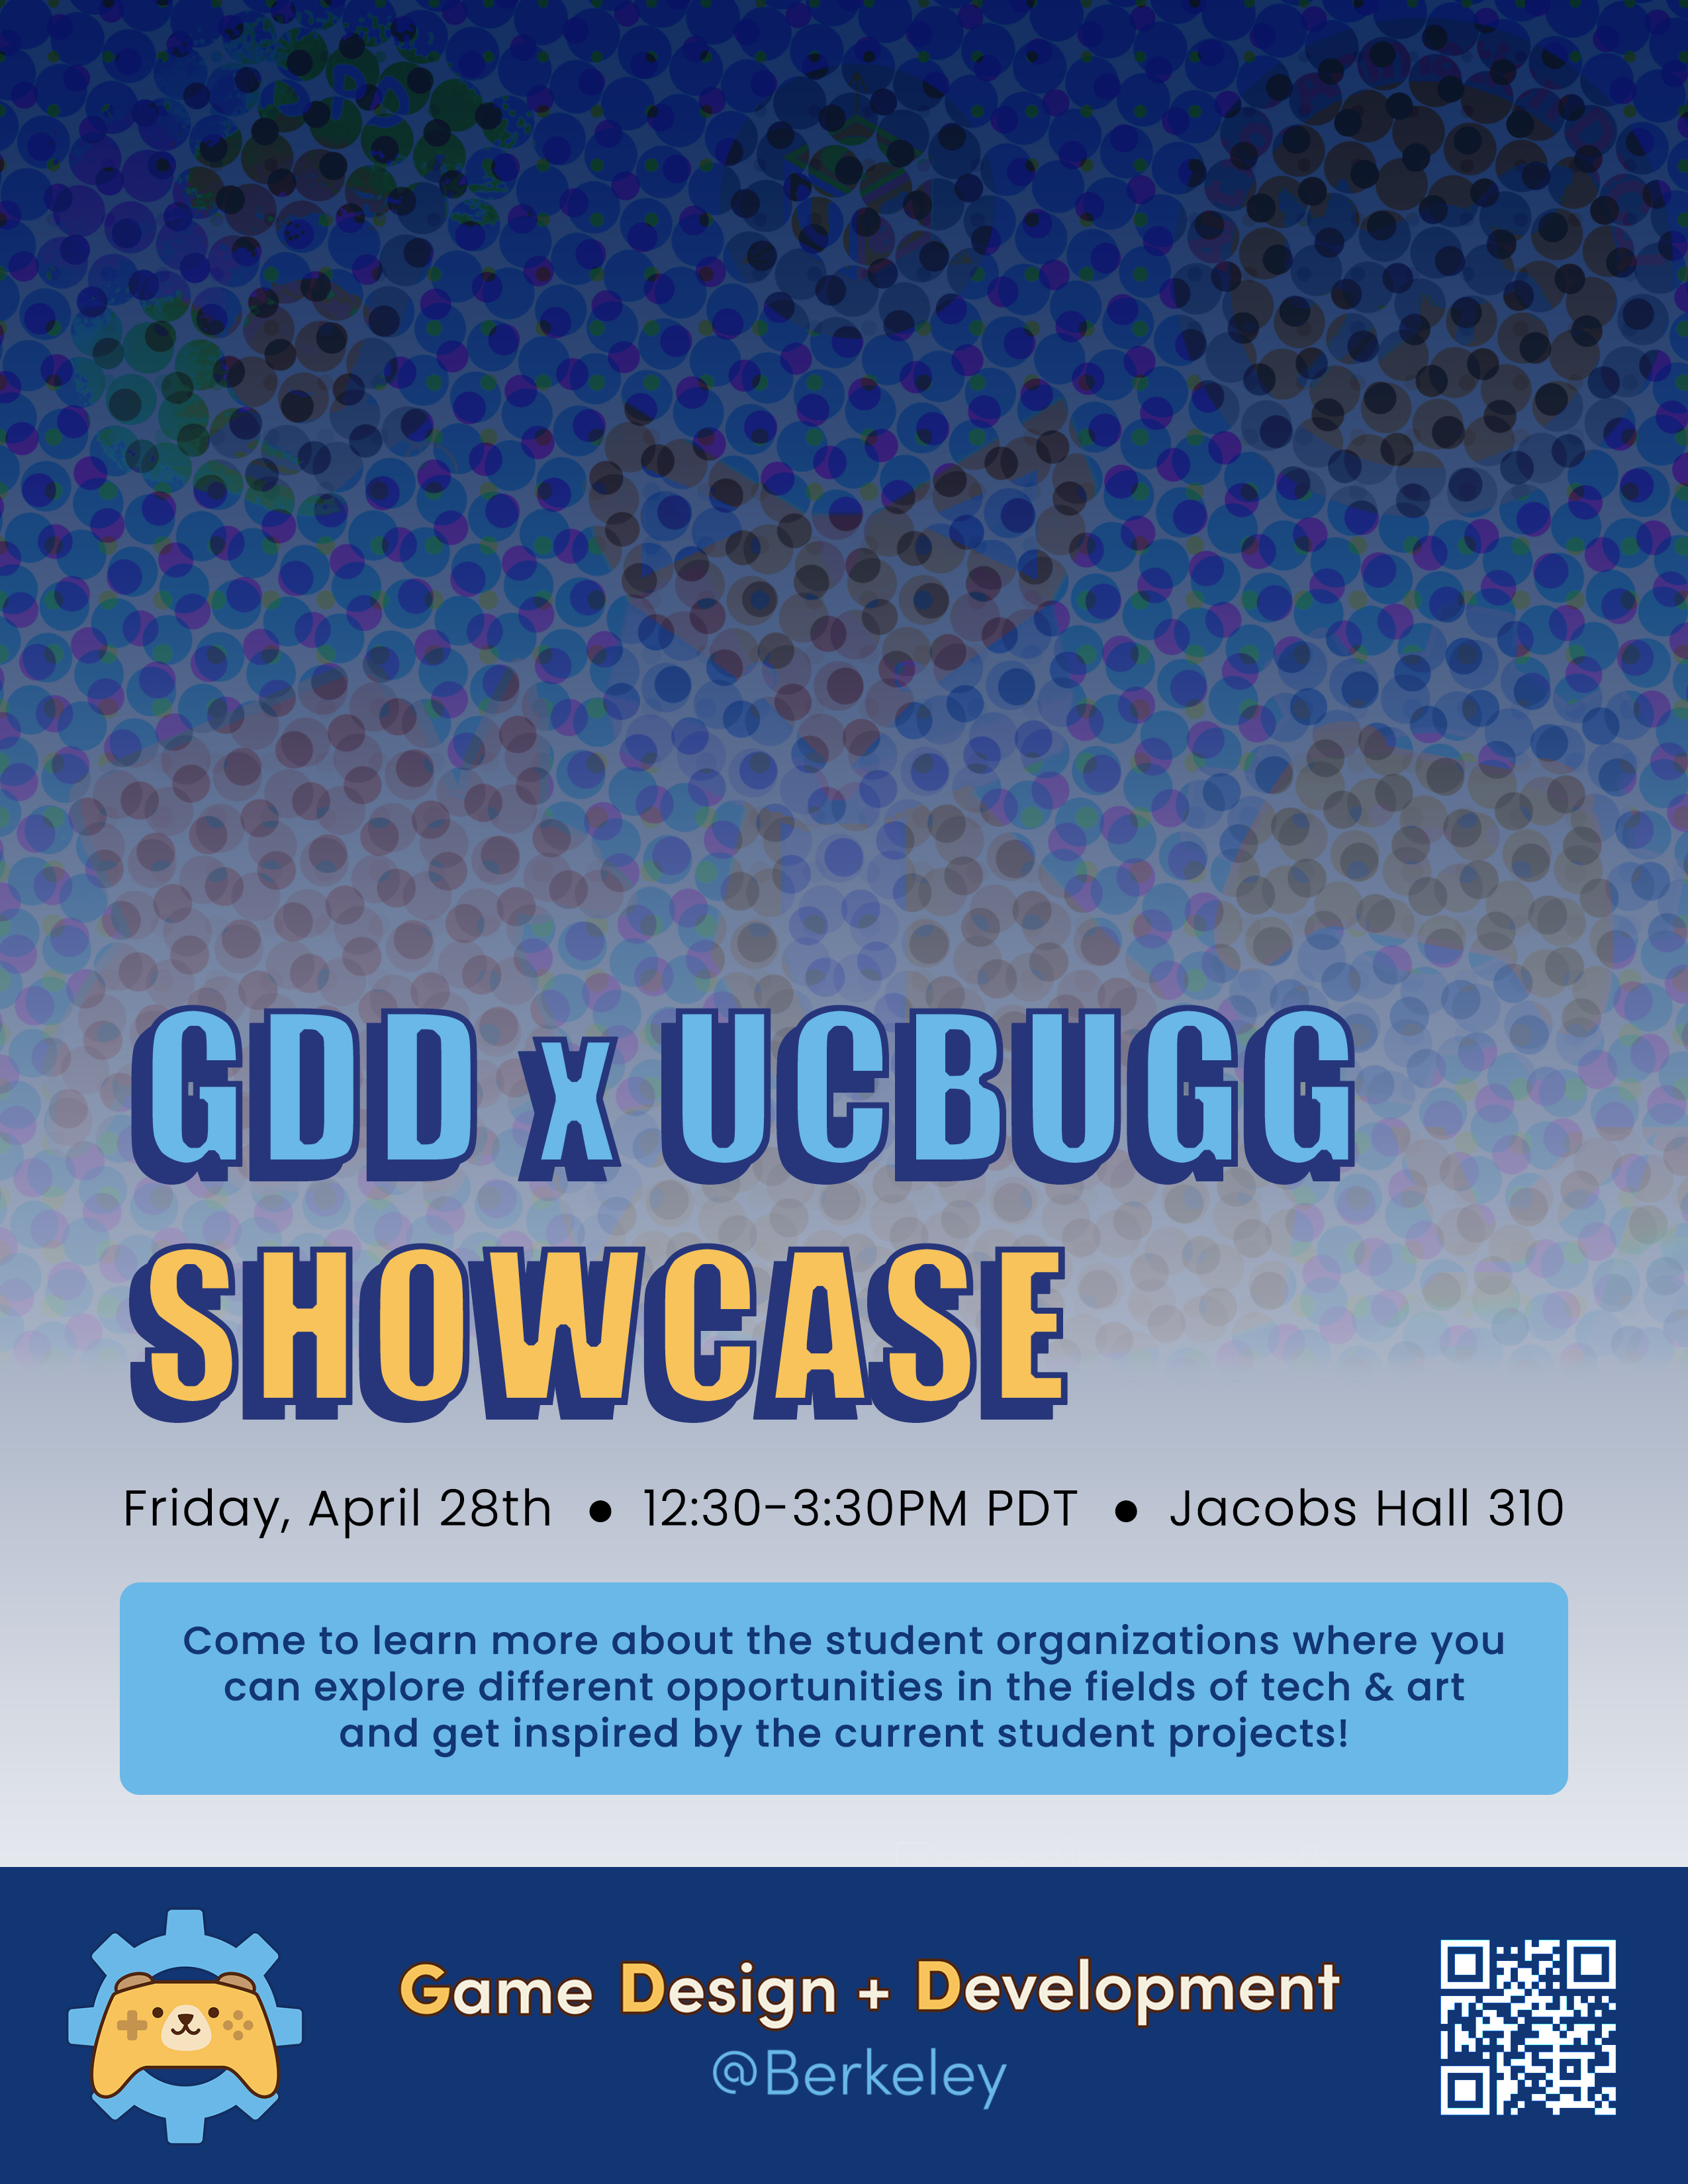 GDD x UCBUGG
SHOWCASE
Friday, April 28th ● 12:30-3:30PM PDT ● Jacobs Hall 310
Come to learn more about the student organizations where you
can explore different opportunities in the fields of tech & art
and get inspired by the current student projects!
Game Design + Development
@Berkeley